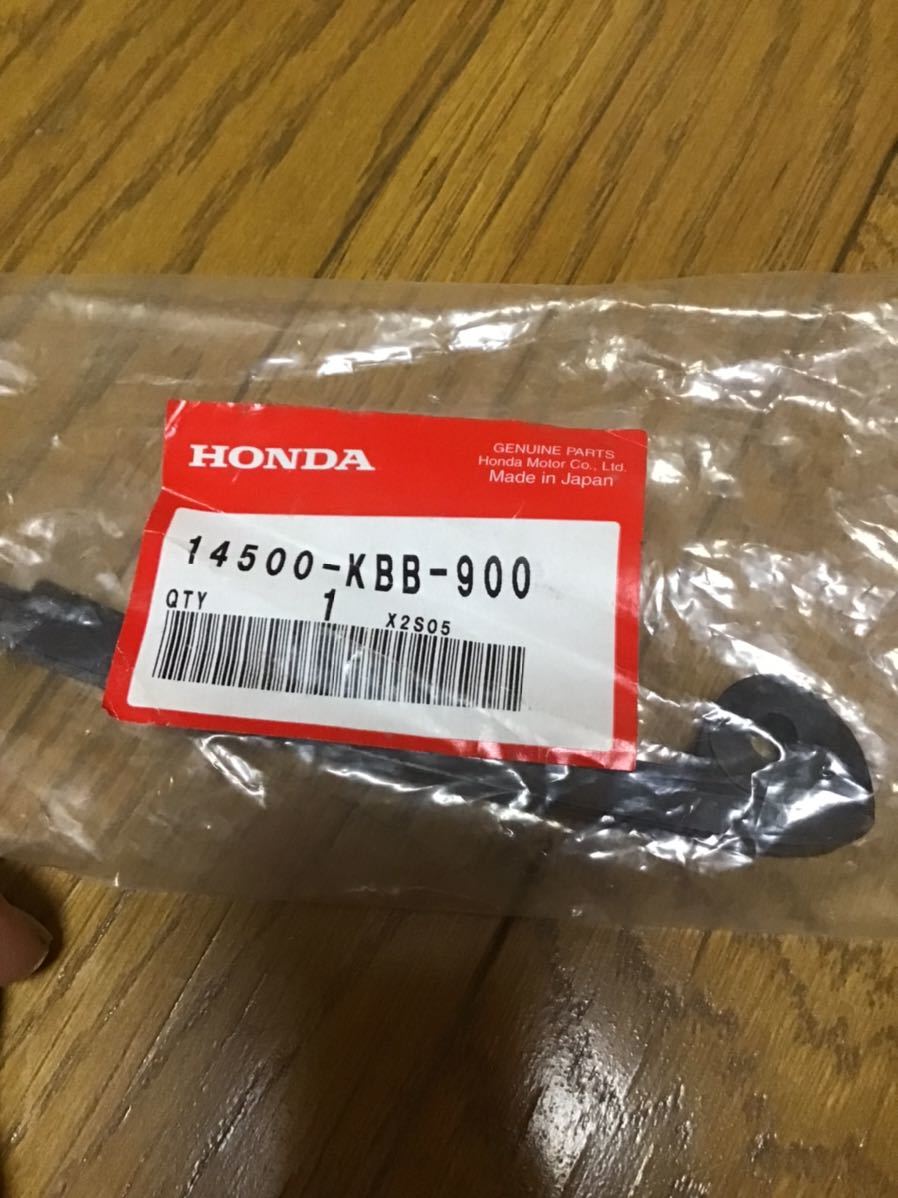 HONDA
GENUINE PARTS
Honda Motor Co., Ltd.
Made in Japan
14500-KBB-900
QTY 1 X2S05